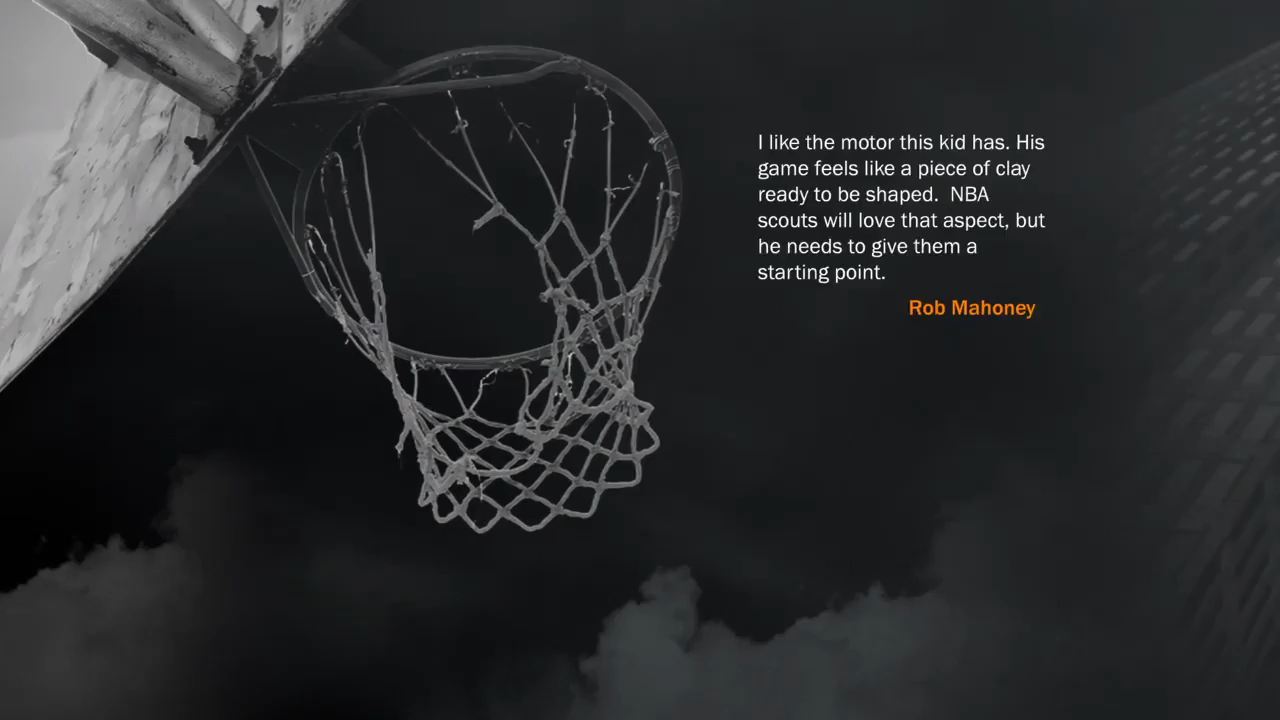 I like the motor this kid has. His
game feels like a piece of clay
ready to be shaped.  NBA
scouts will love that aspect, but
he needs to give them a
starting point.
Rob Mahoney